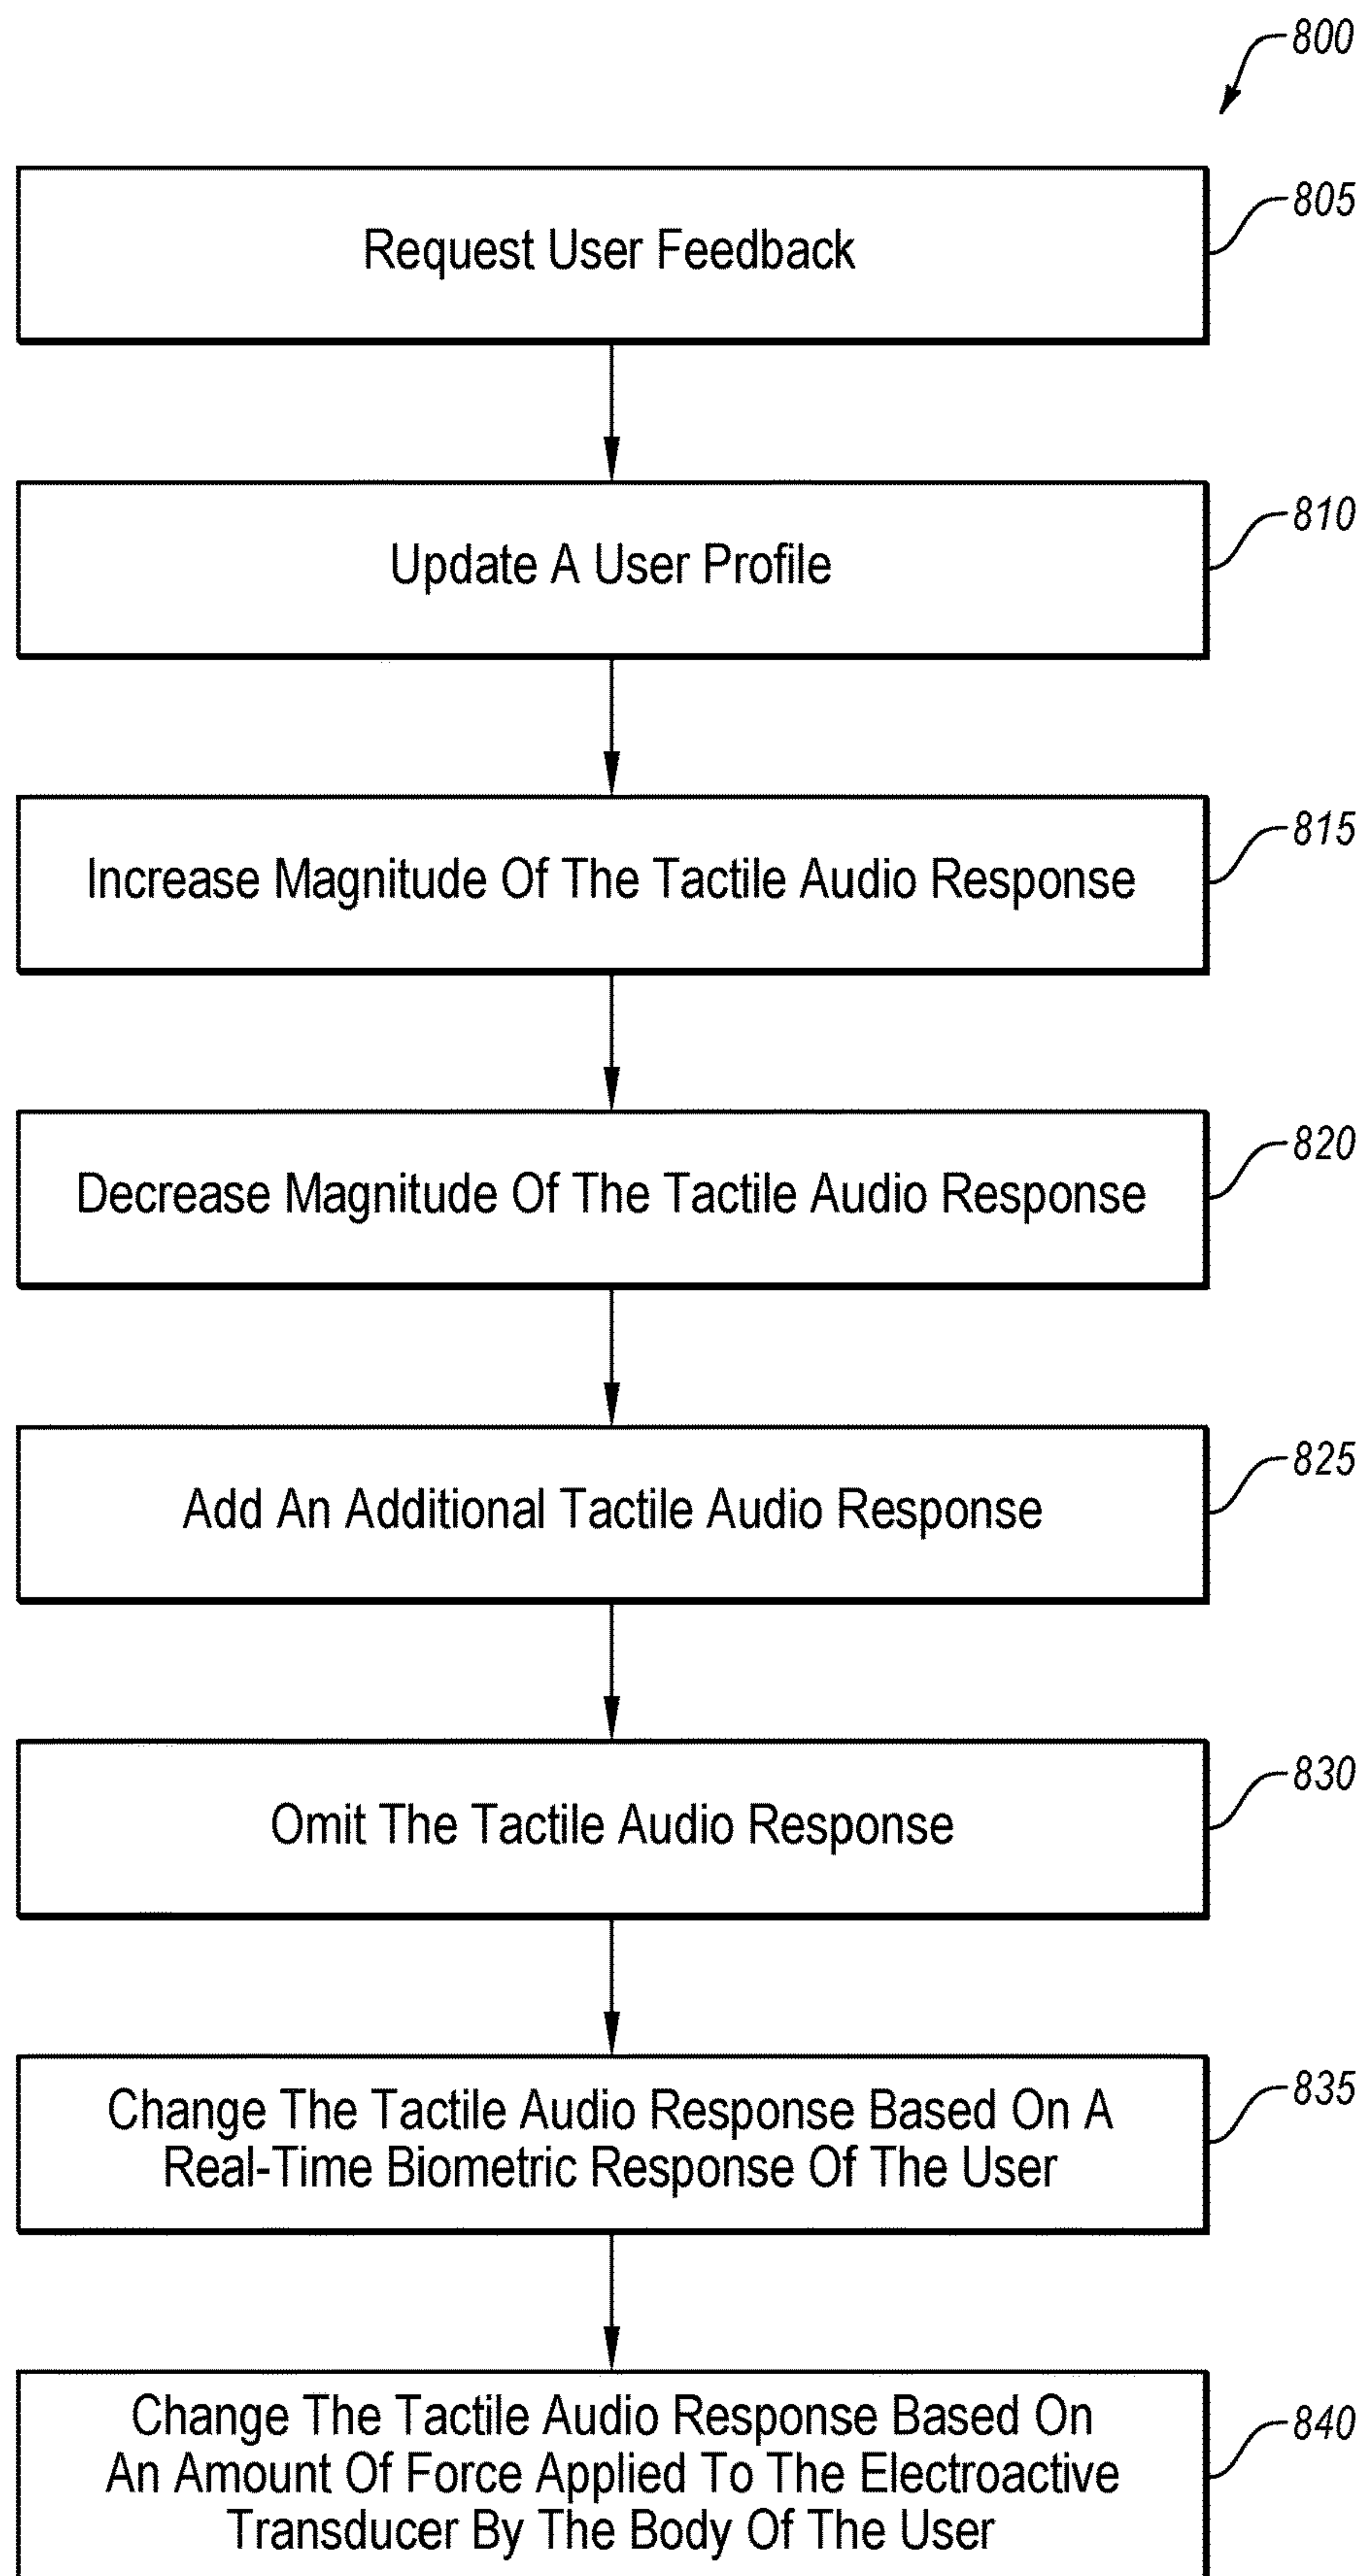 800
Request User Feedback
805
Update A User Profile
810
Increase Magnitude Of The Tactile Audio Response
815
Decrease Magnitude Of The Tactile Audio Response
820
Add An Additional Tactile Audio Response
825
Omit The Tactile Audio Response
830
Change The Tactile Audio Response Based On A
Real-Time Biometric Response Of The User
835
Change The Tactile Audio Response Based On
An Amount Of Force Applied To The Electroactive
Transducer By The Body Of The User
840